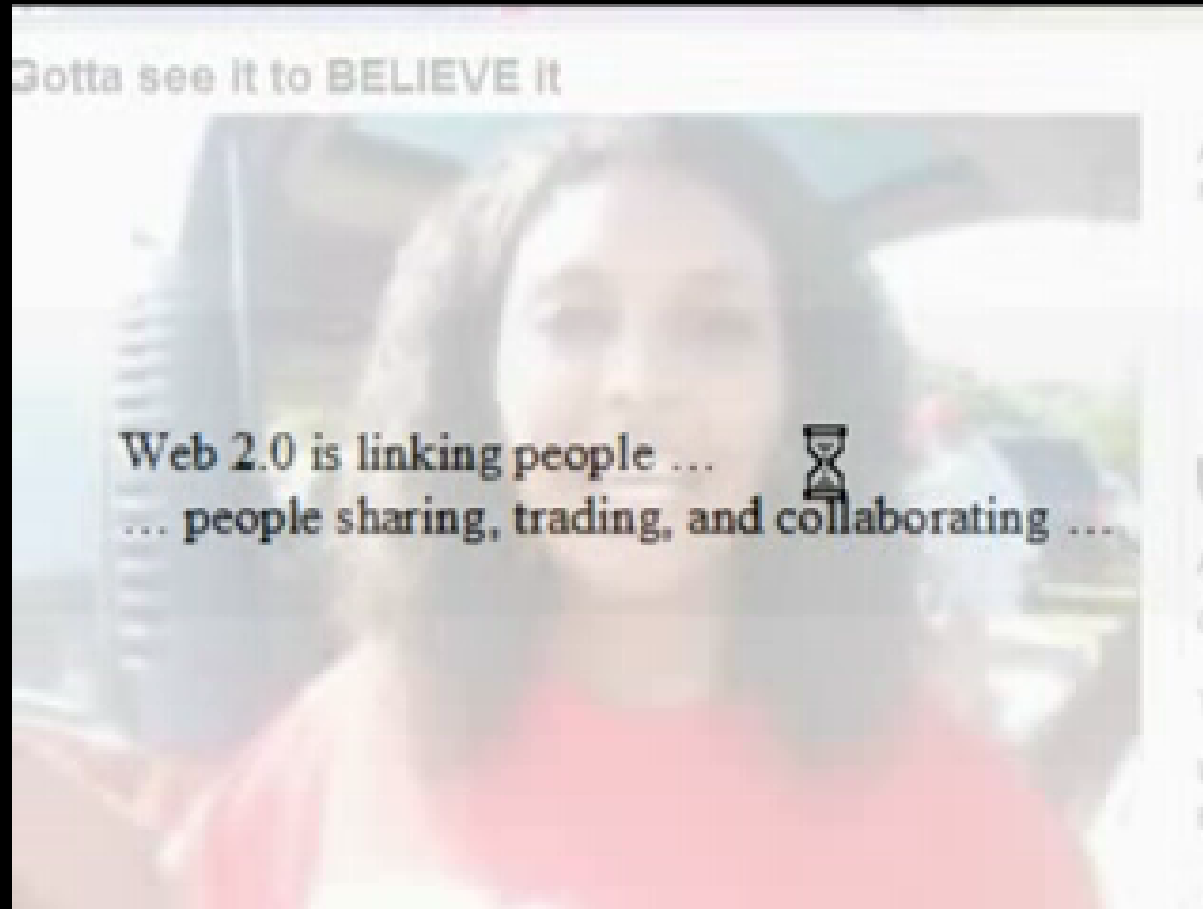 Gotta see it to BELIEVE it
Web 2.0 is linking people ...
... people sharing, trading, and collaborating ...